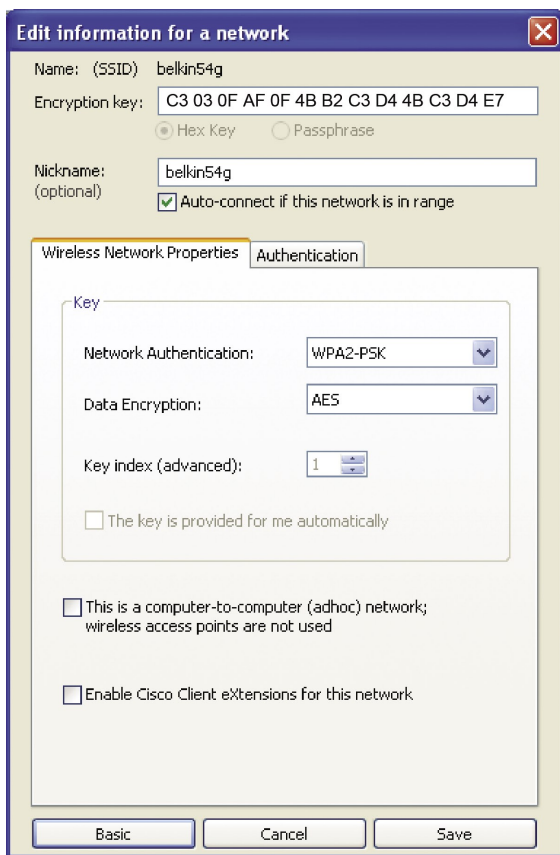 Edit information for a network
Name: (SSID) belkin54g
Encryption key: C3 03 0F AF 0F 4B B2 C3 D4 4B C3 D4 E7
Hex Key Passphrase
Nickname: belkin54g
(optional)
Auto-connect if this network is in range
Wireless Network Properties Authentication
Key
Network Authentication: WPA2-PSK
Data Encryption: AES
Key index (advanced): 1
The key is provided for me automatically
This is a computer-to-computer (adhoc) network;
wireless access points are not used
Enable Cisco Client eXtensions for this network
Basic Cancel Save